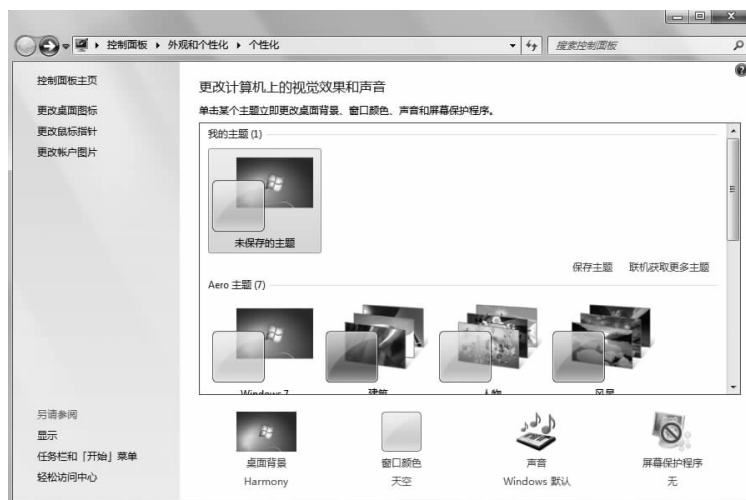 控制面板 ▸ 外观和个性化 ▸ 个性化
搜索控制面板
控制面板主页
更改桌面图标
更改鼠标指针
更改帐户图片
更改计算机上的视觉效果和声音
单击某个主题立即更改桌面背景、窗口颜色、声音和屏幕保护程序。
我的主题 (1)
未保存的主题
保存主题 联机获取更多主题
Aero 主题 (7)
Windows 7 建筑 人物 风景
另请参阅
显示
任务栏和「开始」菜单
轻松访问中心
桌面背景 窗口颜色 声音 屏幕保护程序
Harmony 天空 Windows 默认 无